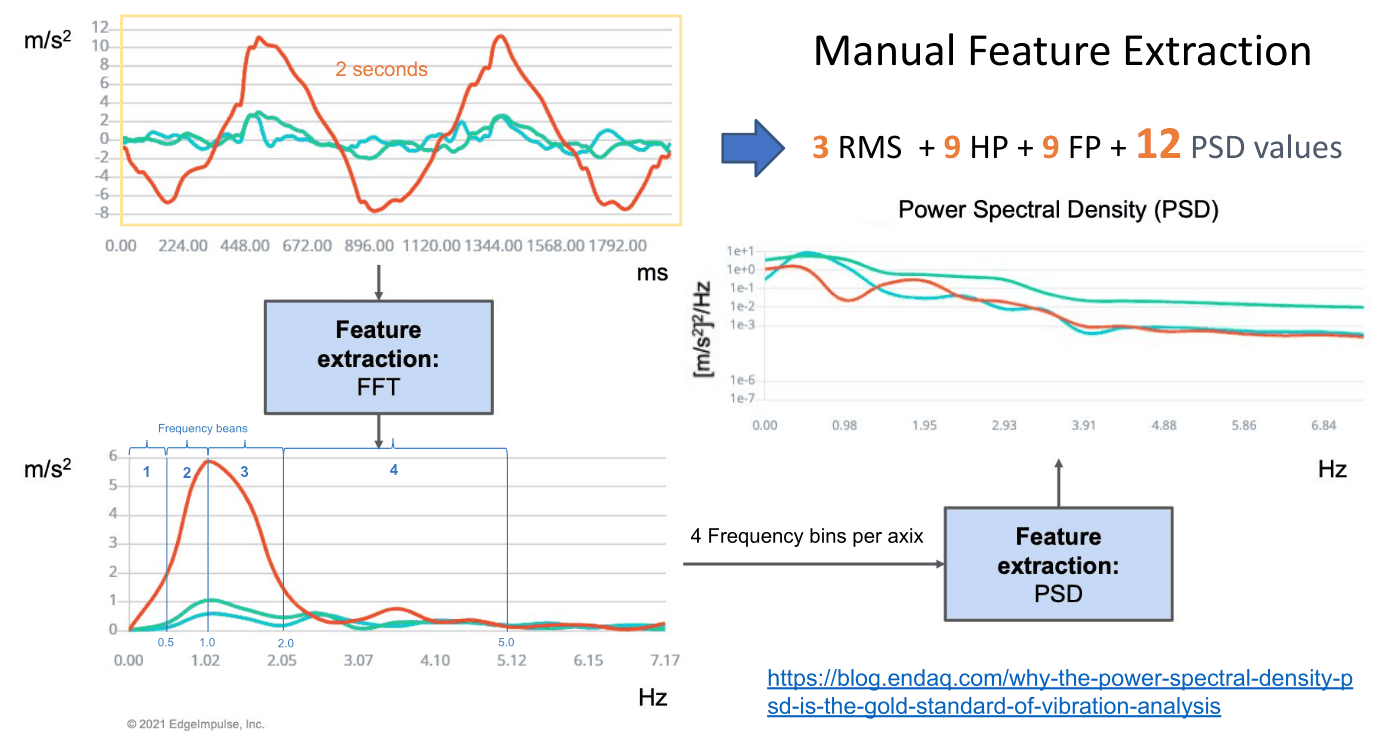 Manual Feature Extraction
m/s2
12
10
8
6
4
2
0
-2
-4
-6
-8
2 seconds
0.00 224.00 448.00 672.00 896.00 1120.00 1344.00 1568.00 1792.00
ms
3 RMS + 9 HP + 9 FP + 12 PSD values
Power Spectral Density (PSD)
[m/s²]²/Hz
1e+1
1e+0
1e-1
1e-2
1e-3
1e-6
1e-7
0.00 0.98 1.95 2.93 3.91 4.88 5.86 6.84
Hz
Feature
extraction:
FFT
Frequency beans
1 2 3 4
m/s2
6
5
4
3
2
1
0
0.5 1.0 2.0 5.0
0.00 1.02 2.05 3.07 4.10 5.12 6.15 7.17
Hz
4 Frequency bins per axix
Feature
extraction:
PSD
https://blog.endaq.com/why-the-power-spectral-density-p
sd-is-the-gold-standard-of-vibration-analysis
© 2021 EdgeImpulse, Inc.